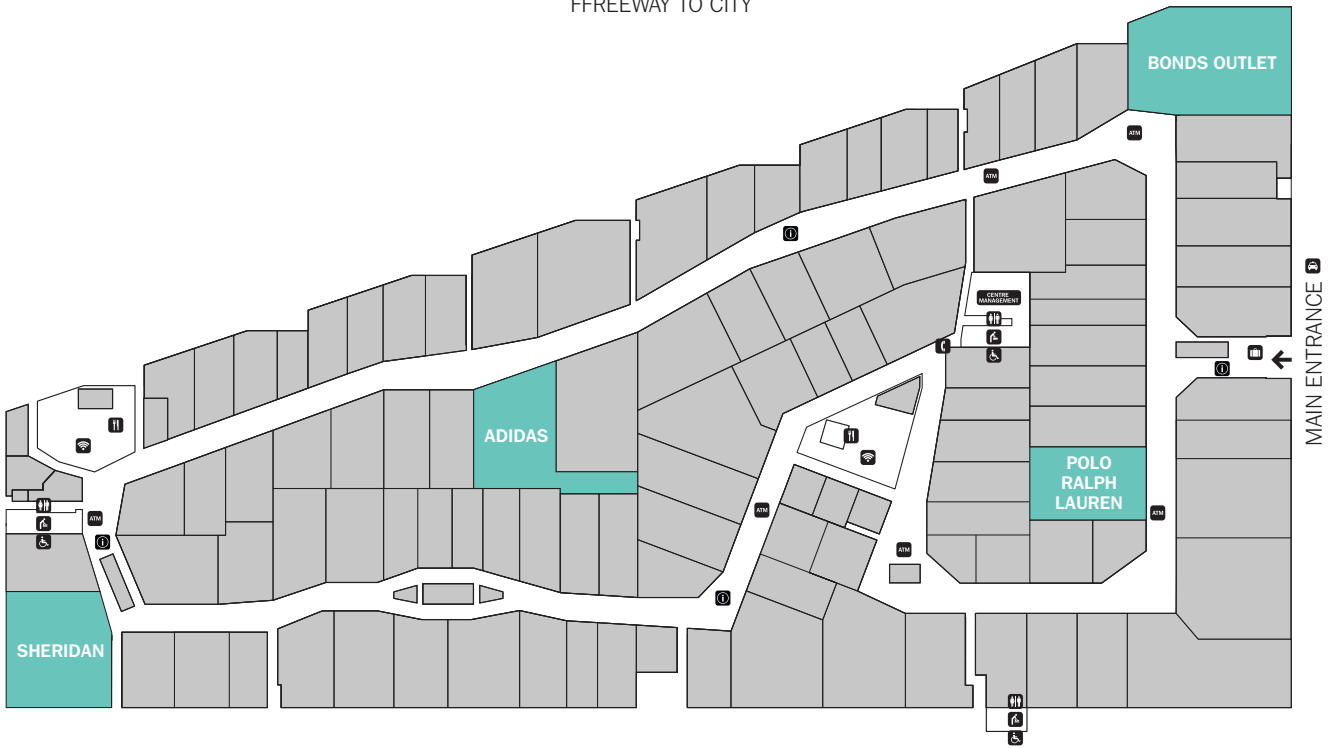 FFREEWAY TO CITY
BONDS OUTLET
ATM
ATM
MAIN ENTRANCE
CENTRE
MANAGEMENT
ADIDAS
POLO
RALPH
LAUREN
ATM
ATM
ATM
ATM
SHERIDAN